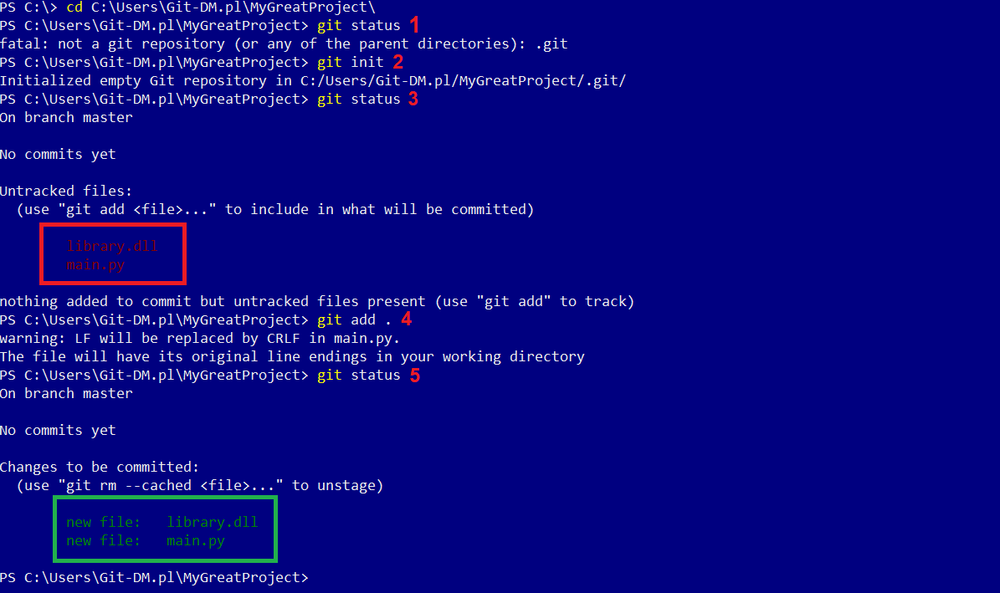 PS C:\> cd C:\Users\Git-DM.pl\MyGreatProject\
PS C:\Users\Git-DM.pl\MyGreatProject> git status 1
fatal: not a git repository (or any of the parent directories): .git
PS C:\Users\Git-DM.pl\MyGreatProject> git init 2
Initialized empty Git repository in C:/Users/Git-DM.pl/MyGreatProject/.git/
PS C:\Users\Git-DM.pl\MyGreatProject> git status 3
On branch master
No commits yet
Untracked files:
  (use "git add <file>..." to include in what will be committed)
        library.dll
        main.py
nothing added to commit but untracked files present (use "git add" to track)
PS C:\Users\Git-DM.pl\MyGreatProject> git add . 4
warning: LF will be replaced by CRLF in main.py.
The file will have its original line endings in your working directory
PS C:\Users\Git-DM.pl\MyGreatProject> git status 5
On branch master
No commits yet
Changes to be committed:
  (use "git rm --cached <file>..." to unstage)
        new file:   library.dll
        new file:   main.py
PS C:\Users\Git-DM.pl\MyGreatProject>